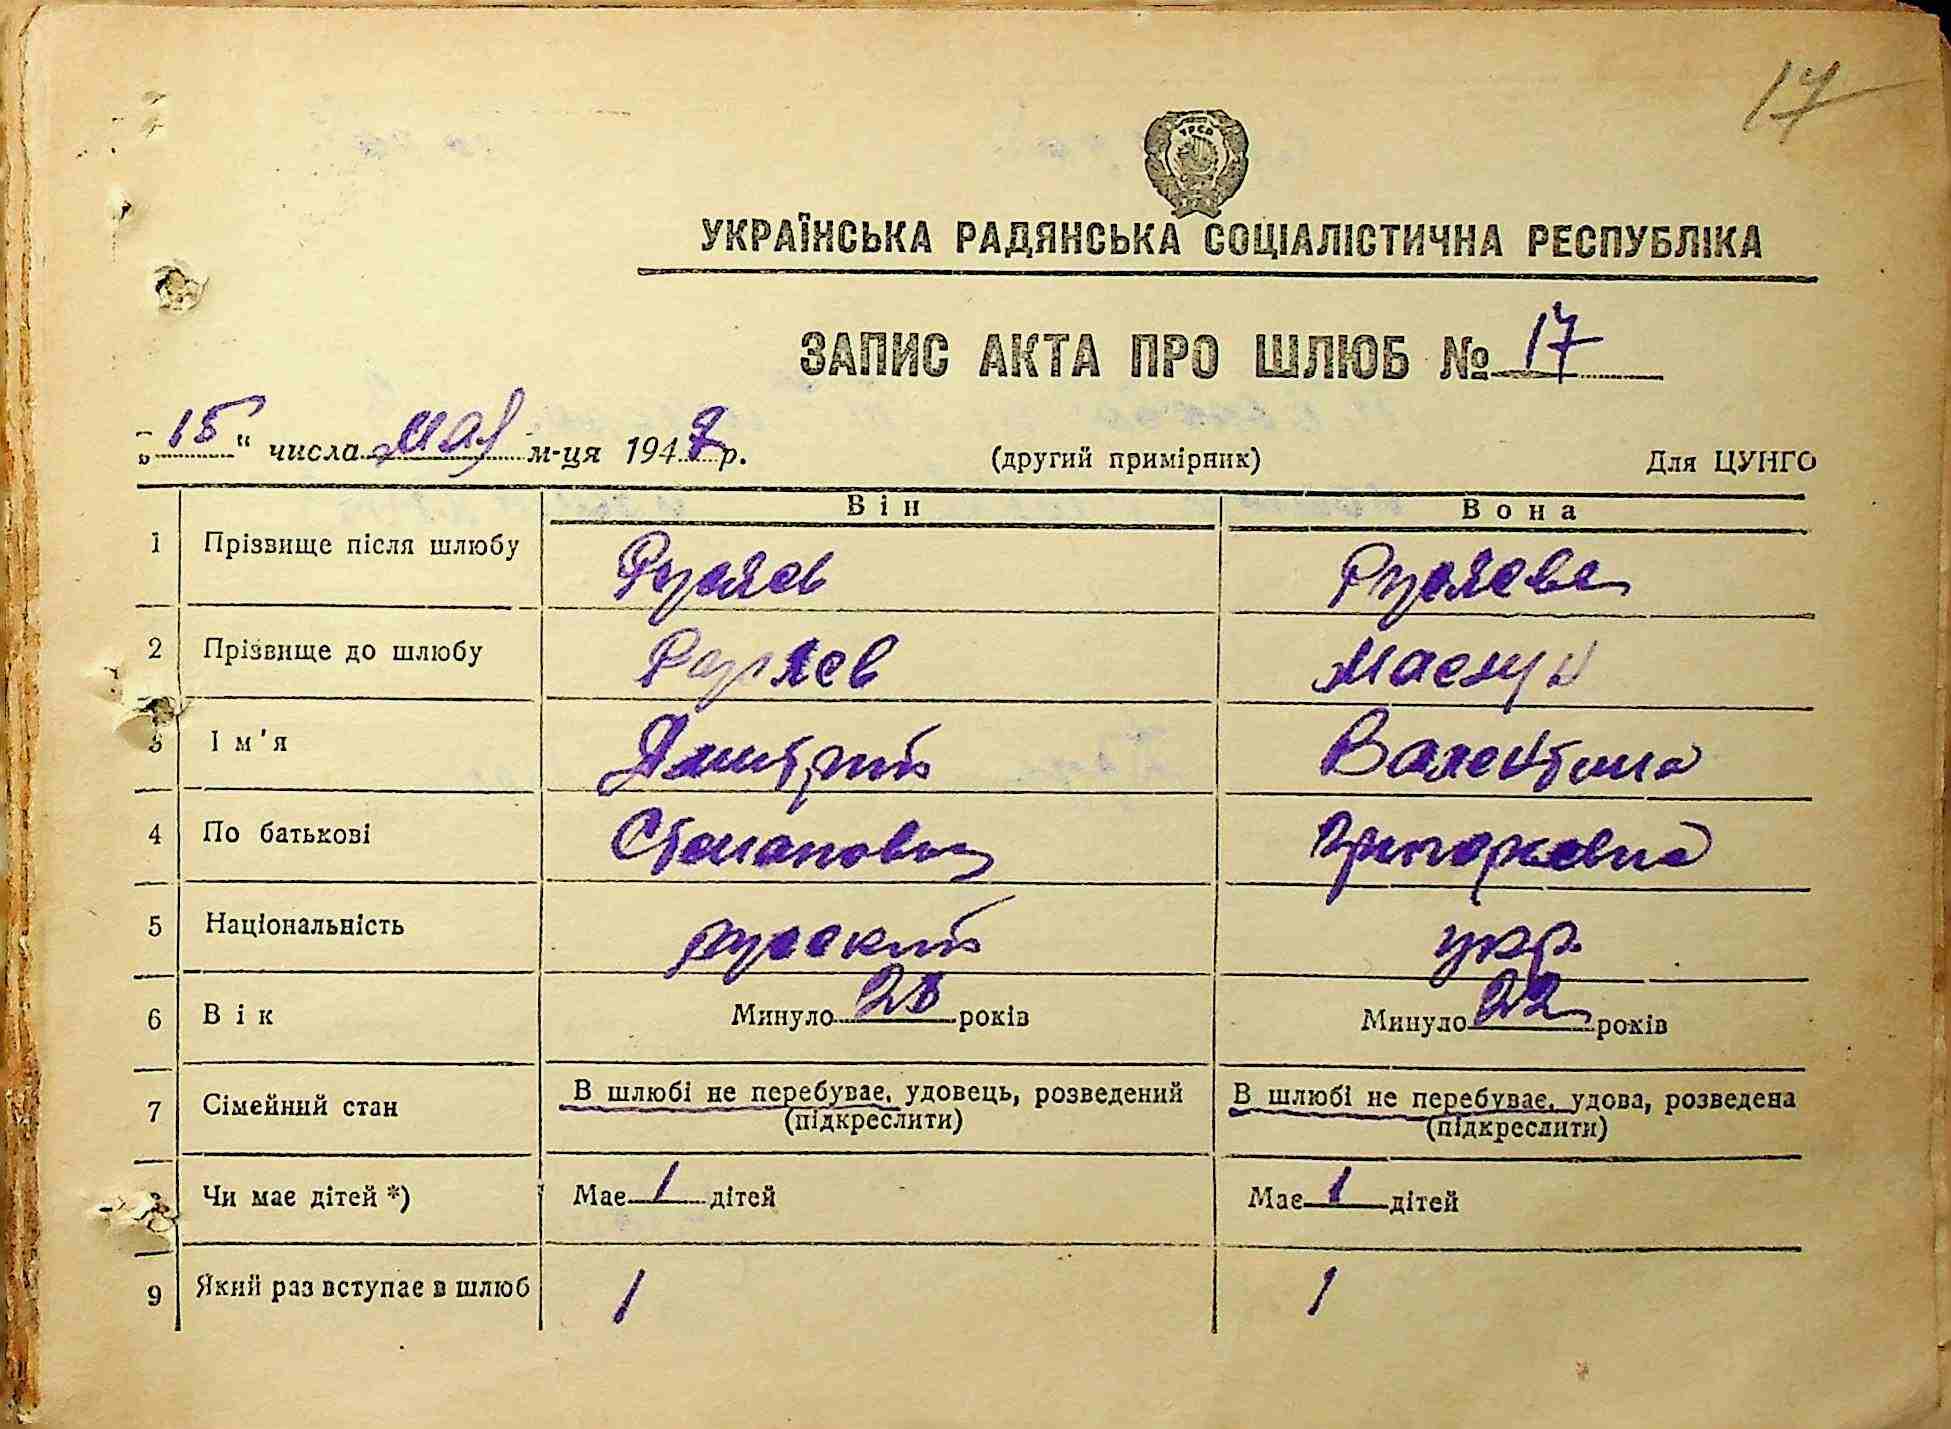 17
УРСР
УКРАЇНСЬКА РАДЯНСЬКА СОЦІАЛІСТИЧНА РЕСПУБЛІКА
ЗАПИС АКТА ПРО ШЛЮБ № 17
„15“ числа мая м-ця 194 р.
(другий примірник) Для ЦУНГО
Він Вона
1 Прізвище після шлюбу
2 Прізвище до шлюбу
3 Ім'я Дмитрий Валентина
4 По батькові Степанович
5 Національність русский укр.
6 Вік Минуло 28 років Минуло 22 років
7 Сімейний стан В шлюбі не перебуває, удовець, розведений В шлюбі не перебуває, удова, розведена
(підкреслити) (підкреслити)
8 Чи має дітей *) Має 1 дітей Має 1 дітей
9 Який раз вступає в шлюб 1 1